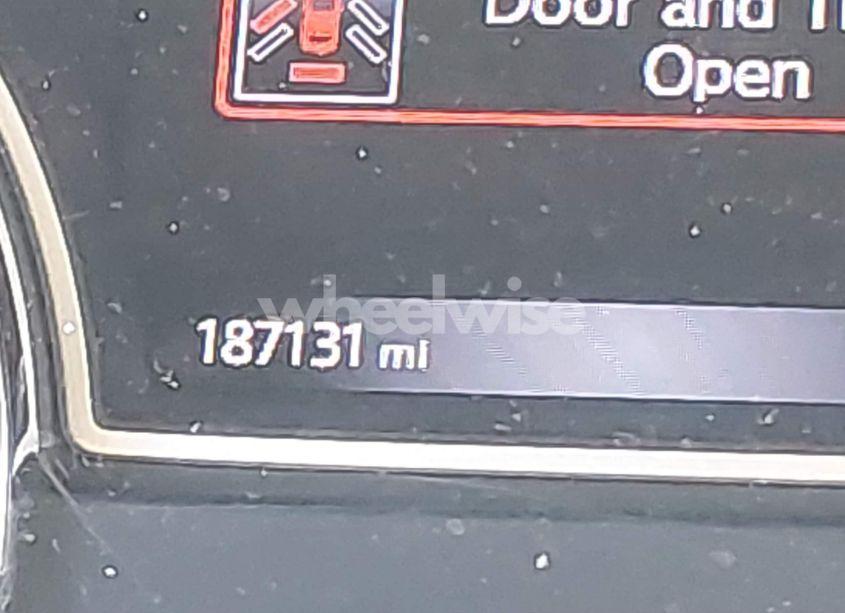 Door and
Open
wheelwise
187131 mi